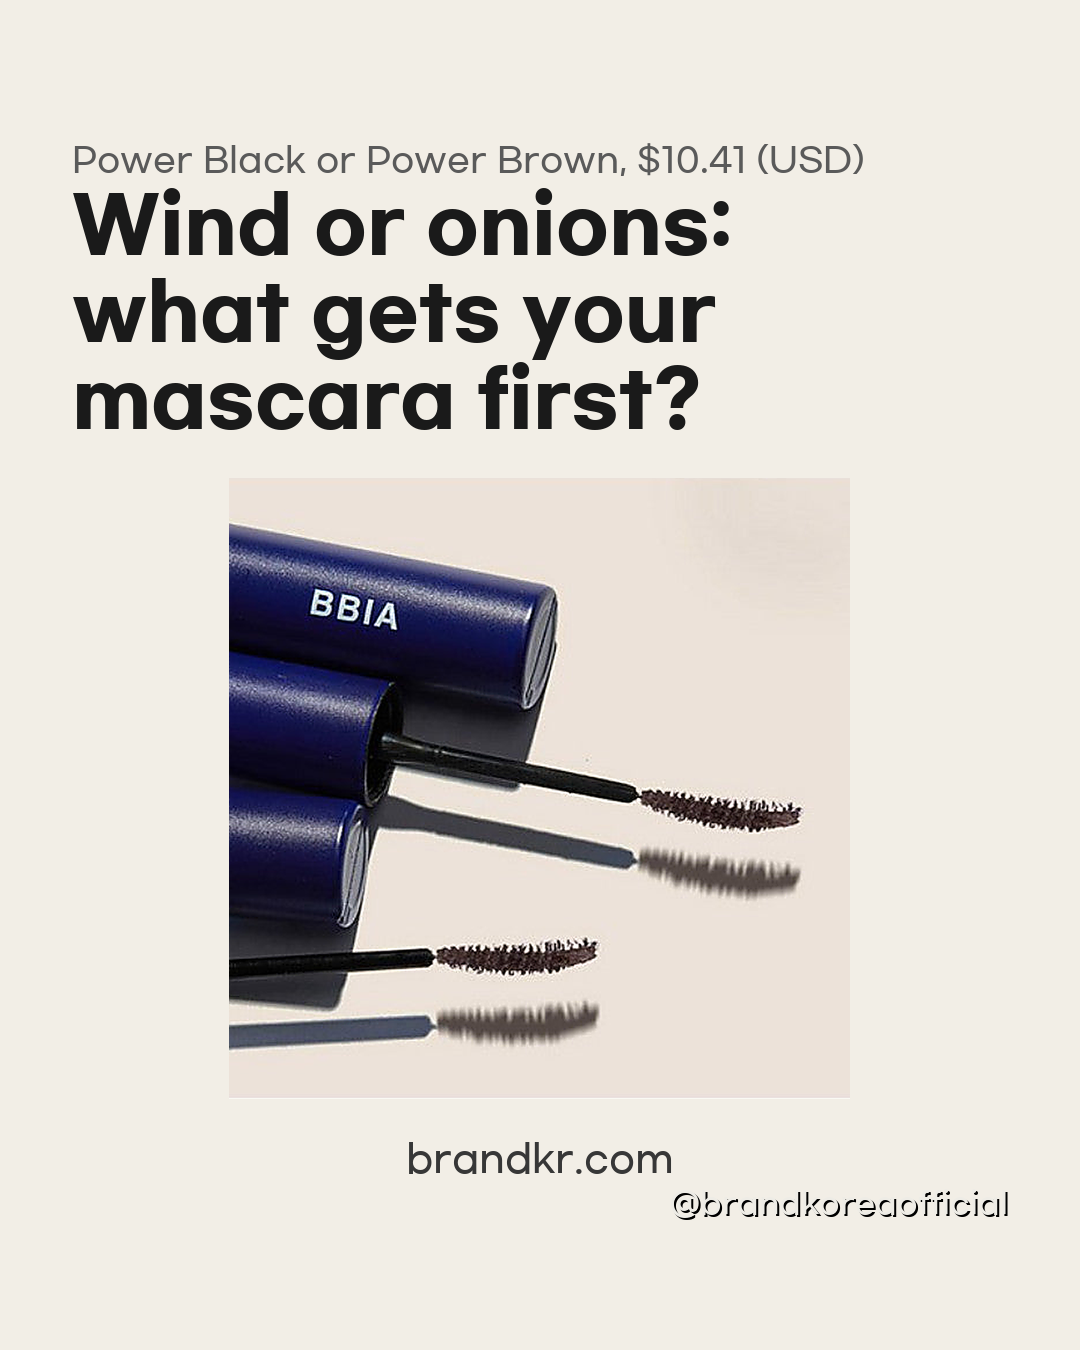 Power Black or Power Brown, $10.41 (USD)
Wind or onions:
what gets your
mascara first?
BBIA
brandkr.com
@brandkoreaofficial